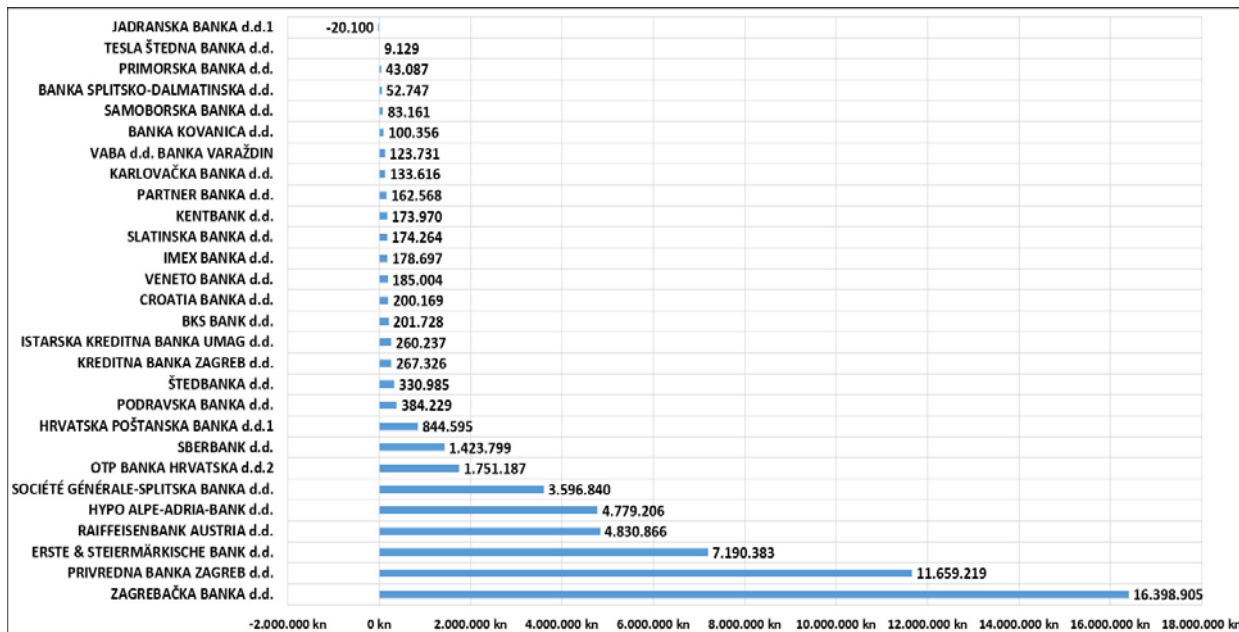 JADRANSKA BANKA d.d.1 -20.100
TESLA ŠTEDNA BANKA d.d. 9.129
PRIMORSKA BANKA d.d. 43.087
BANKA SPLITSKO-DALMATINSKA d.d. 52.747
SAMOBORSKA BANKA d.d. 83.161
BANKA KOVANICA d.d. 100.356
VABA d.d. BANKA VARAŽDIN 123.731
KARLOVAČKA BANKA d.d. 133.616
PARTNER BANKA d.d. 162.568
KENTBANK d.d. 173.970
SLATINSKA BANKA d.d. 174.264
IMEX BANKA d.d. 178.697
VENETO BANKA d.d. 185.004
CROATIA BANKA d.d. 200.169
BKS BANK d.d. 201.728
ISTARSKA KREDITNA BANKA UMAG d.d. 260.237
KREDITNA BANKA ZAGREB d.d. 267.326
ŠTEDBANKA d.d. 330.985
PODRAVSKA BANKA d.d. 384.229
HRVATSKA POŠTANSKA BANKA d.d.1 844.595
SBERBANK d.d. 1.423.799
OTP BANKA HRVATSKA d.d.2 1.751.187
SOCIÉTÉ GÉNÉRALE-SPLITSKA BANKA d.d. 3.596.840
HYPO ALPE-ADRIA-BANK d.d. 4.779.206
RAIFFEISENBANK AUSTRIA d.d. 4.830.866
ERSTE & STEIERMÄRKISCHE BANK d.d. 7.190.383
PRIVREDNA BANKA ZAGREB d.d. 11.659.219
ZAGREBAČKA BANKA d.d. 16.398.905
-2.000.000 kn 0 kn 2.000.000 kn 4.000.000 kn 6.000.000 kn 8.000.000 kn 10.000.000 kn 12.000.000 kn 14.000.000 kn 16.000.000 kn 18.000.000 kn